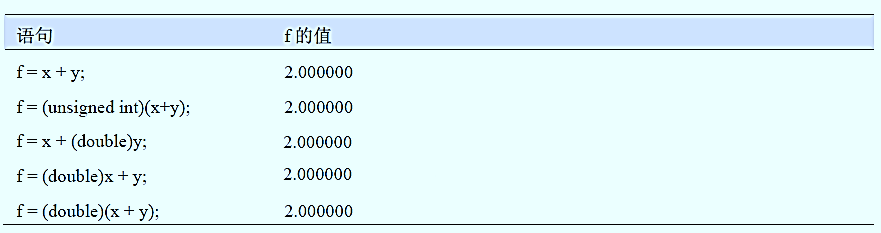 语句 f 的值
f = x + y; 2.000000
f = (unsigned int)(x+y); 2.000000
f = x + (double)y; 2.000000
f = (double)x + y; 2.000000
f = (double)(x + y); 2.000000